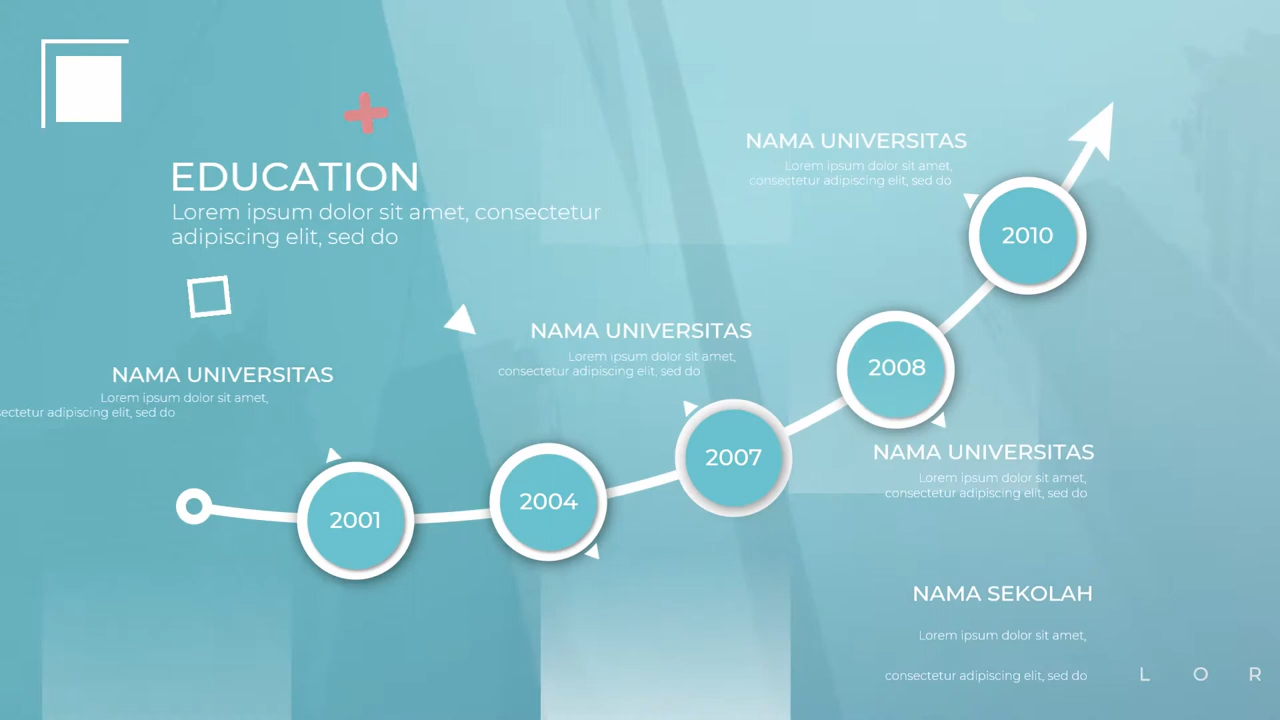 EDUCATION
Lorem ipsum dolor sit amet, consectetur
adipiscing elit, sed do
NAMA UNIVERSITAS
Lorem ipsum dolor sit amet,
sectetur adipiscing elit, sed do
2001
2004
NAMA UNIVERSITAS
Lorem ipsum dolor sit amet,
consectetur adipiscing elit, sed do
2007
2008
NAMA UNIVERSITAS
Lorem ipsum dolor sit amet,
consectetur adipiscing elit, sed do
NAMA UNIVERSITAS
Lorem ipsum dolor sit amet,
consectetur adipiscing elit, sed do
2010
NAMA SEKOLAH
Lorem ipsum dolor sit amet,
consectetur adipiscing elit, sed do
L O R